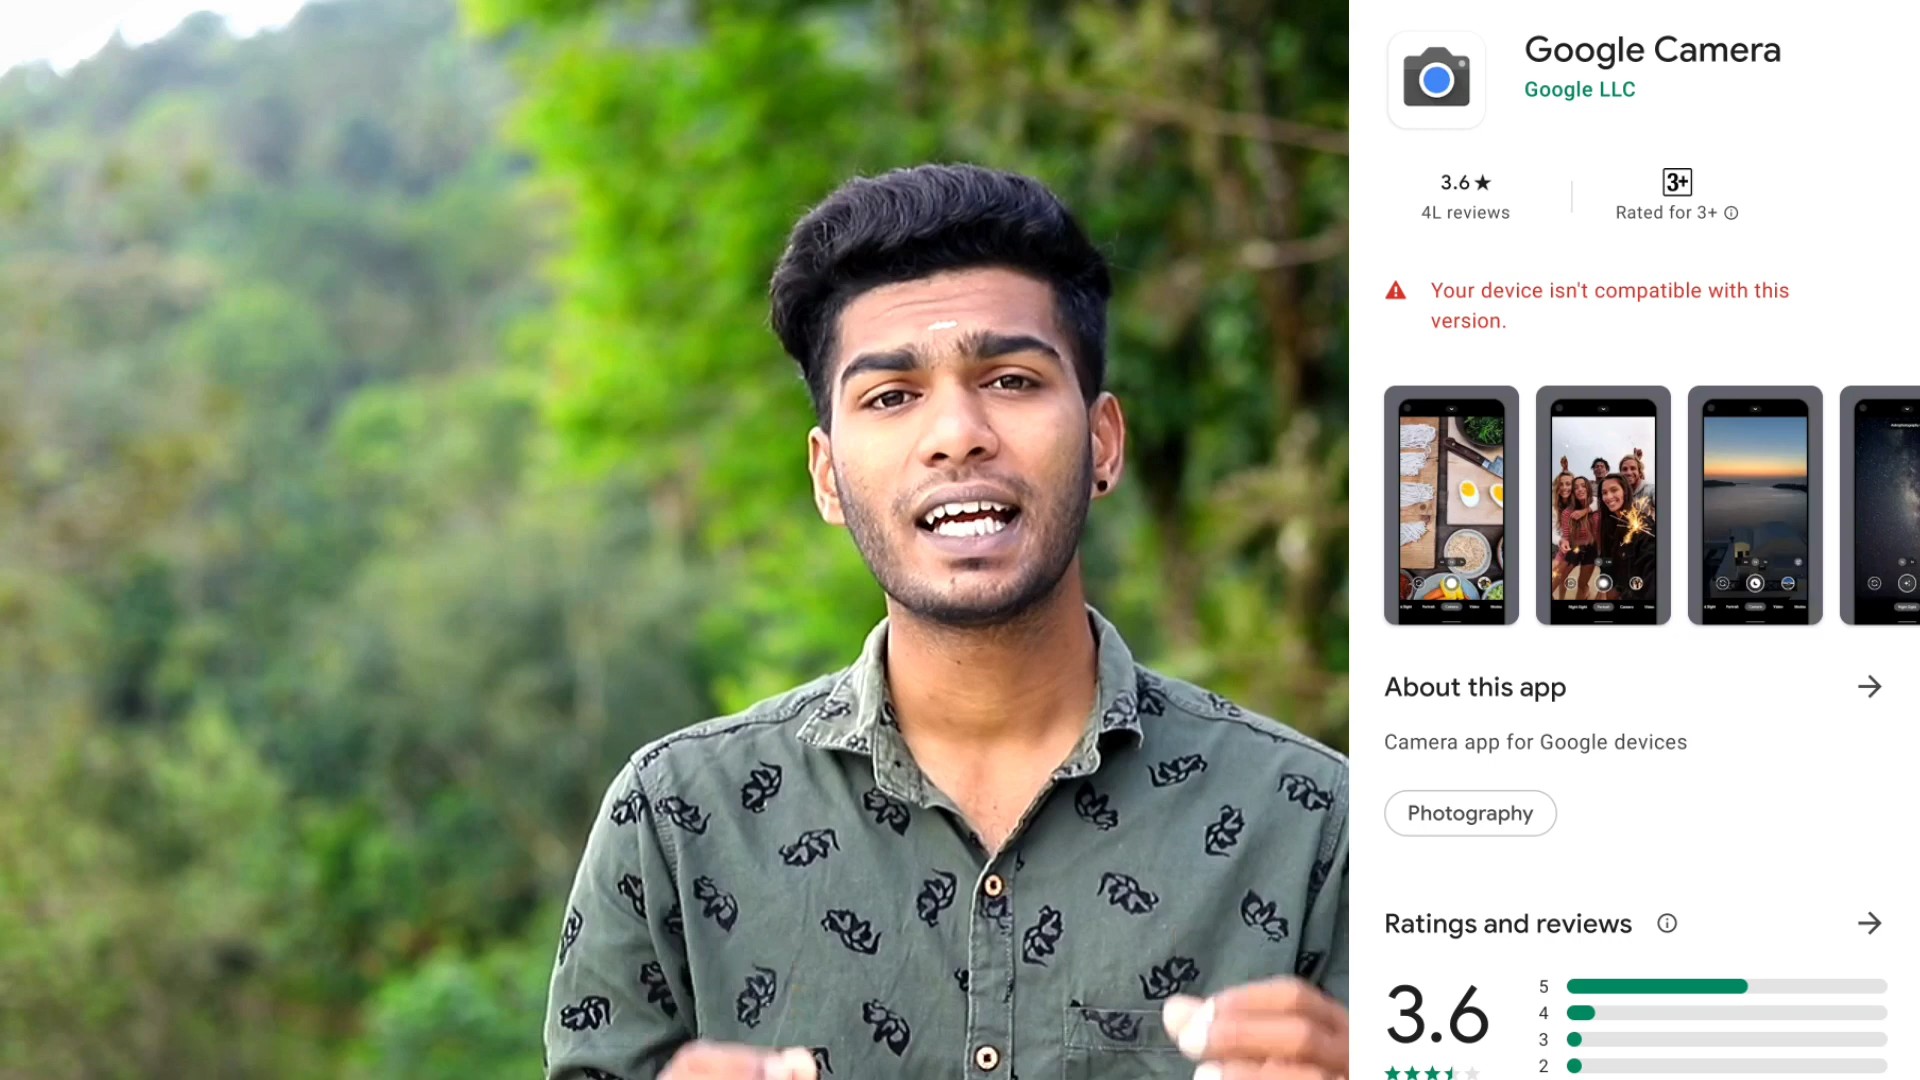 Google Camera
Google LLC
3.6★
4L reviews
3+
Rated for 3+
Your device isn't compatible with this
version.
About this app
Camera app for Google devices
Photography
Ratings and reviews
3.6
5
4
3
2